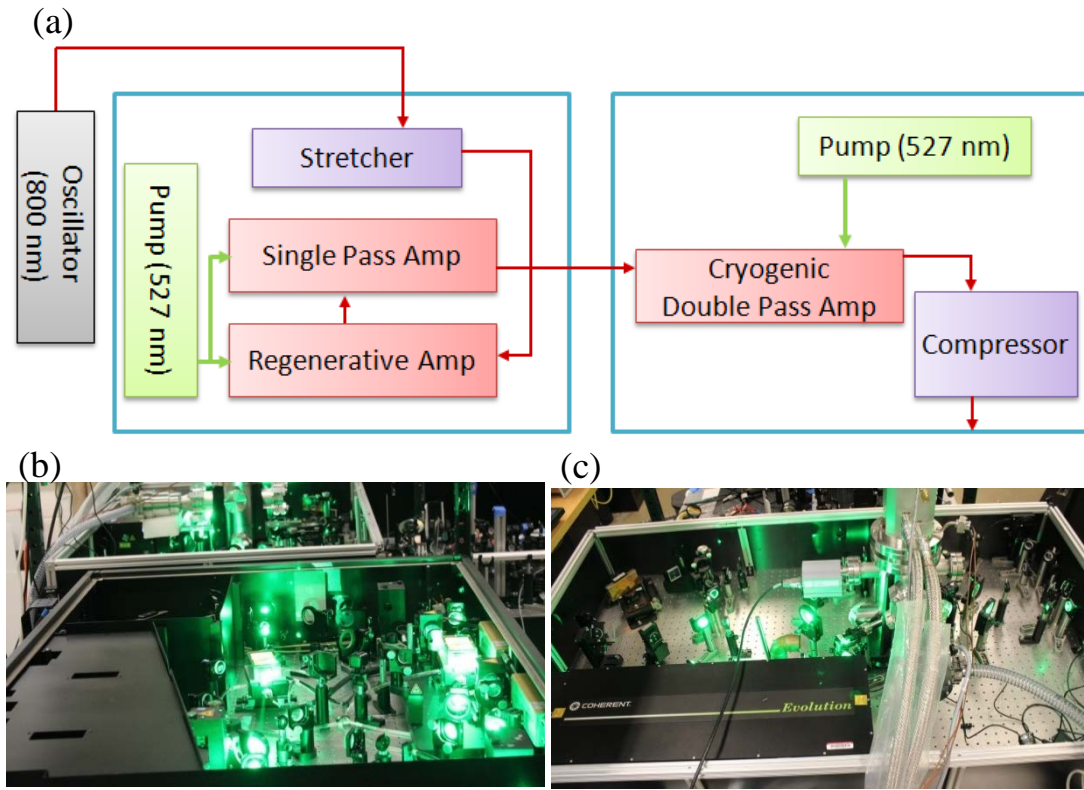 (a)
Oscillator
(800 nm)
Stretcher
Pump (527 nm)
Single Pass Amp
Regenerative Amp
Pump (527 nm)
Cryogenic
Double Pass Amp
Compressor
(b)
(c)
COHERENT.
Evolution